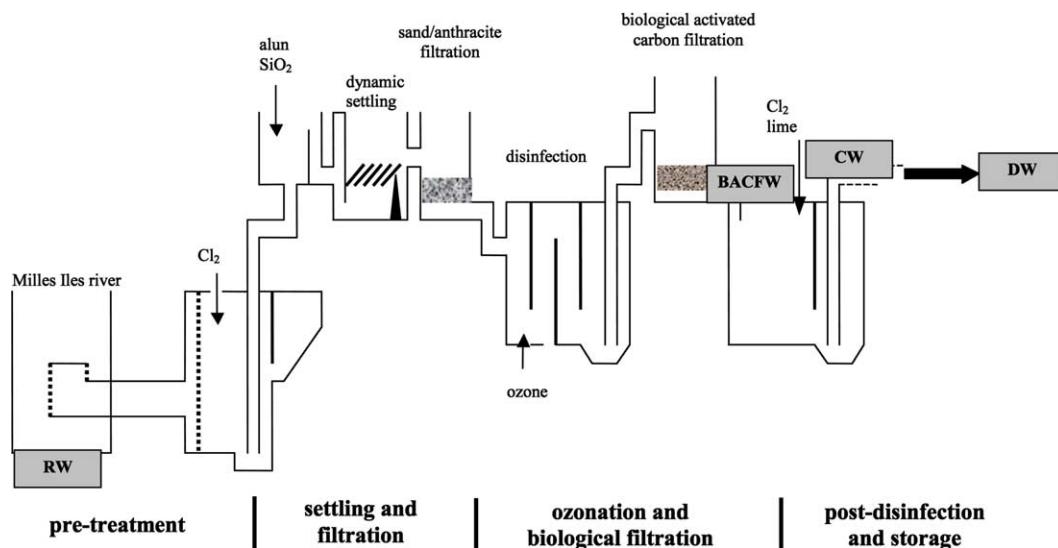 sand/anthracite
filtration
biological activated
carbon filtration
alun
SiO₂
dynamic
settling
Cl₂
lime
disinfection
CW
BACFW
DW
Cl₂
Milles Iles river
ozone
RW
pre-treatment
settling and
filtration
ozonation and
biological filtration
post-disinfection
and storage